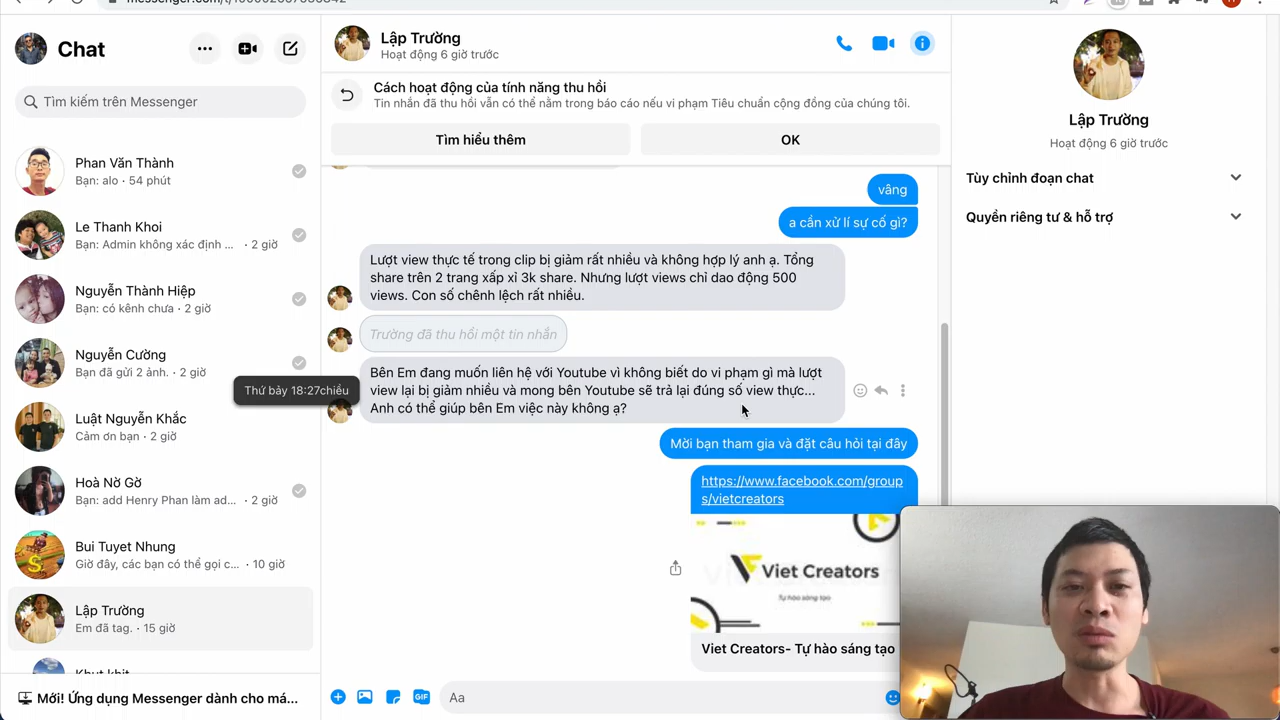 Chat
Tìm kiếm trên Messenger
Phan Văn Thành
Bạn: alo · 54 phút
Le Thanh Khoi
Bạn: Admin không xác định ... · 2 giờ
Nguyễn Thành Hiệp
Bạn: có kênh chưa · 2 giờ
Nguyễn Cường
Bạn đã gửi 2 ảnh. · 2 giờ
Thứ bảy 18:27chiều
Luật Nguyễn Khắc
Cảm ơn bạn · 2 giờ
Hoà Nờ Gờ
Bạn: add Henry Phan làm ad... · 2 giờ
Bui Tuyet Nhung
Giờ đây, các bạn có thể gọi c... · 10 giờ
Lập Trường
Em đã tag. · 15 giờ
Mới! Ứng dụng Messenger dành cho má...
Lập Trường
Hoạt động 6 giờ trước
Cách hoạt động của tính năng thu hồi
Tin nhắn đã thu hồi vẫn có thể nằm trong báo cáo nếu vi phạm Tiêu chuẩn cộng đồng của chúng tôi.
Tìm hiểu thêm
OK
vâng
a cần xử lí sự cố gì?
Lượt view thực tế trong clip bị giảm rất nhiều và không hợp lý anh ạ. Tổng
share trên 2 trang xấp xỉ 3k share. Nhưng lượt views chỉ dao động 500
views. Con số chênh lệch rất nhiều.
Trường đã thu hồi một tin nhắn
Bên Em đang muốn liên hệ với Youtube vì không biết do vi phạm gì mà lượt
view lại bị giảm nhiều và mong bên Youtube sẽ trả lại đúng số view thực...
Anh có thể giúp bên Em việc này không ạ?
Mời bạn tham gia và đặt câu hỏi tại đây
https://www.facebook.com/group
s/vietcreators
Viet Creators
Tự hào sáng tạo
Viet Creators- Tự hào sáng tạo
GIF
Aa
Lập Trường
Hoạt động 6 giờ trước
Tùy chỉnh đoạn chat
Quyền riêng tư & hỗ trợ